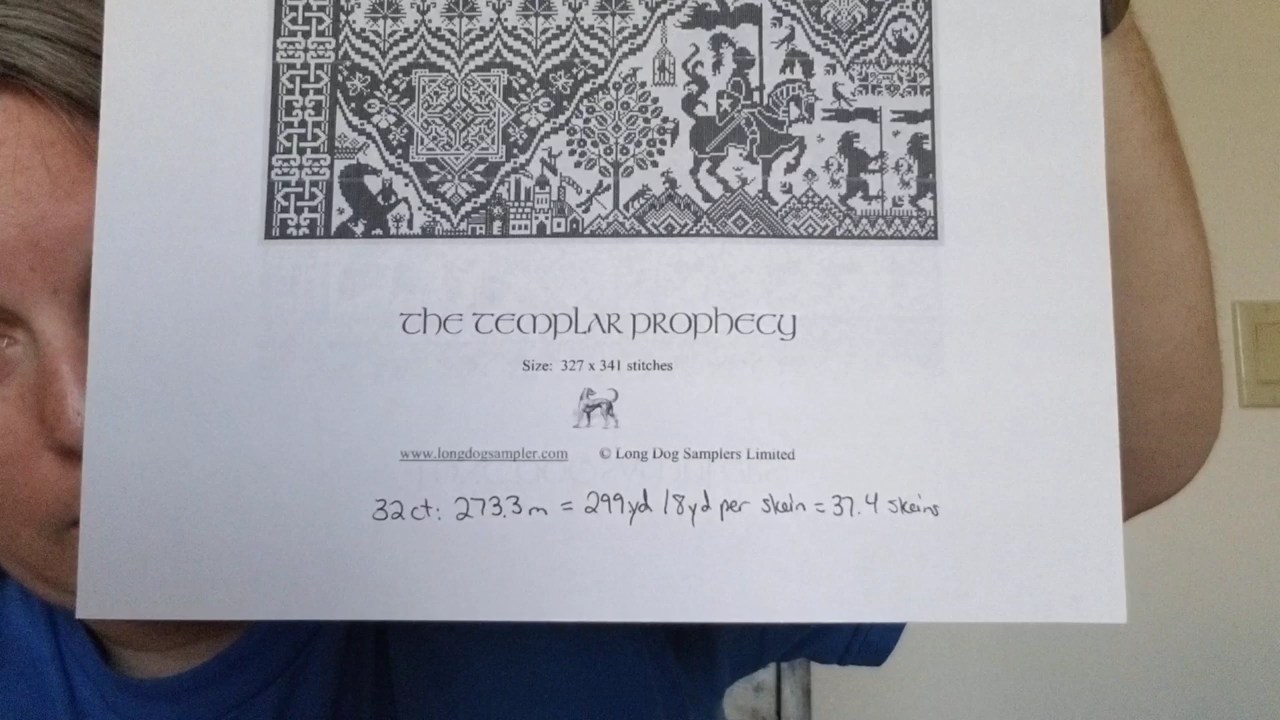 THE TEMPLAR PROPHECY
Size: 327 x 341 stitches
www.longdogsampler.com © Long Dog Samplers Limited
32ct: 273.3m = 299yd / 8yd per skein = 37.4 skeins